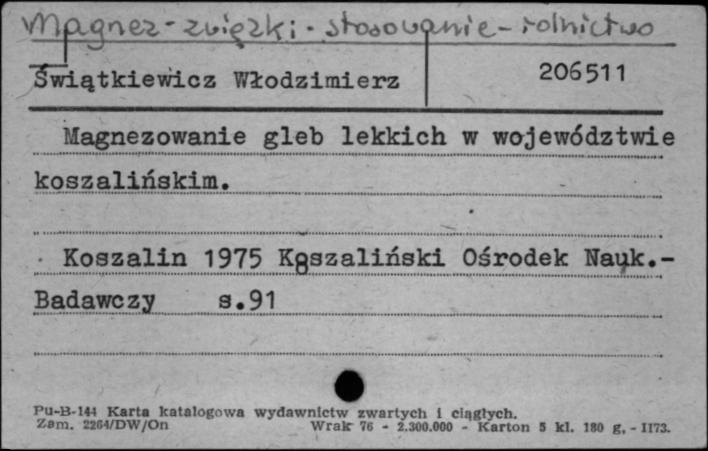 Magnez - związki - stosowanie - rolnictwo
Świątkiewicz Włodzimierz 206511
Magnezowanie gleb lekkich w województwie
koszalińskim.
Koszalin 1975 Koszaliński Ośrodek Nauk.-
Badawczy s.91
Pu-B-144 Karta katalogowa wydawnictw zwartych i ciągłych.
Zam. 2264/DW/On Wrak 76 - 2.300.000 - Karton 5 kl. 180 g. - 1173.